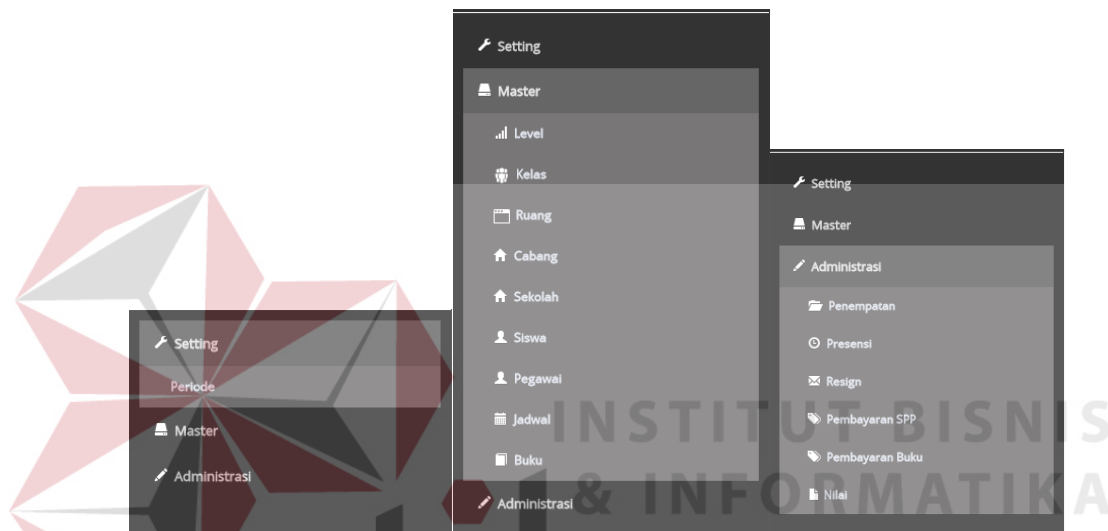 Setting
Periode
Master
Administrasi
Setting
Master
Level
Kelas
Ruang
Cabang
Sekolah
Siswa
Pegawai
Jadwal
Buku
Administrasi
Setting
Master
Administrasi
Penempatan
Presensi
Resign
Pembayaran SPP
Pembayaran Buku
Nilai
INSTITUT BISNIS
& INFORMATIKA